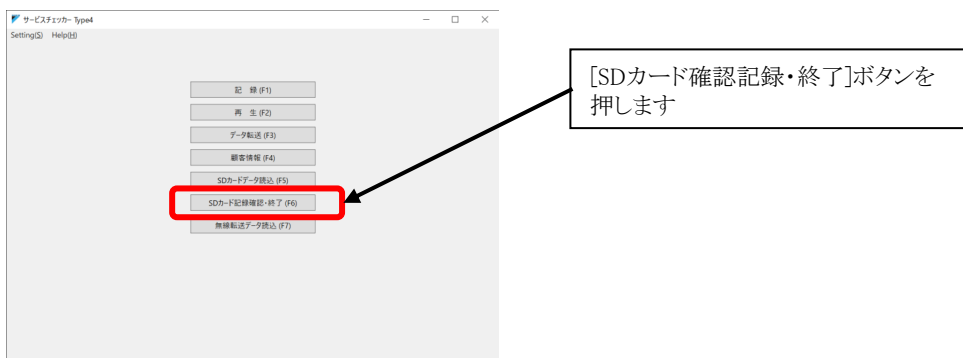 サービスチェッカー Type4
Setting(S) Help(H)
記 録 (F1)
再 生 (F2)
データ転送 (F3)
顧客情報 (F4)
SDカードデータ読込 (F5)
SDカード記録確認・終了 (F6)
無線転送データ読込 (F7)
[SDカード確認記録・終了]ボタンを
押します